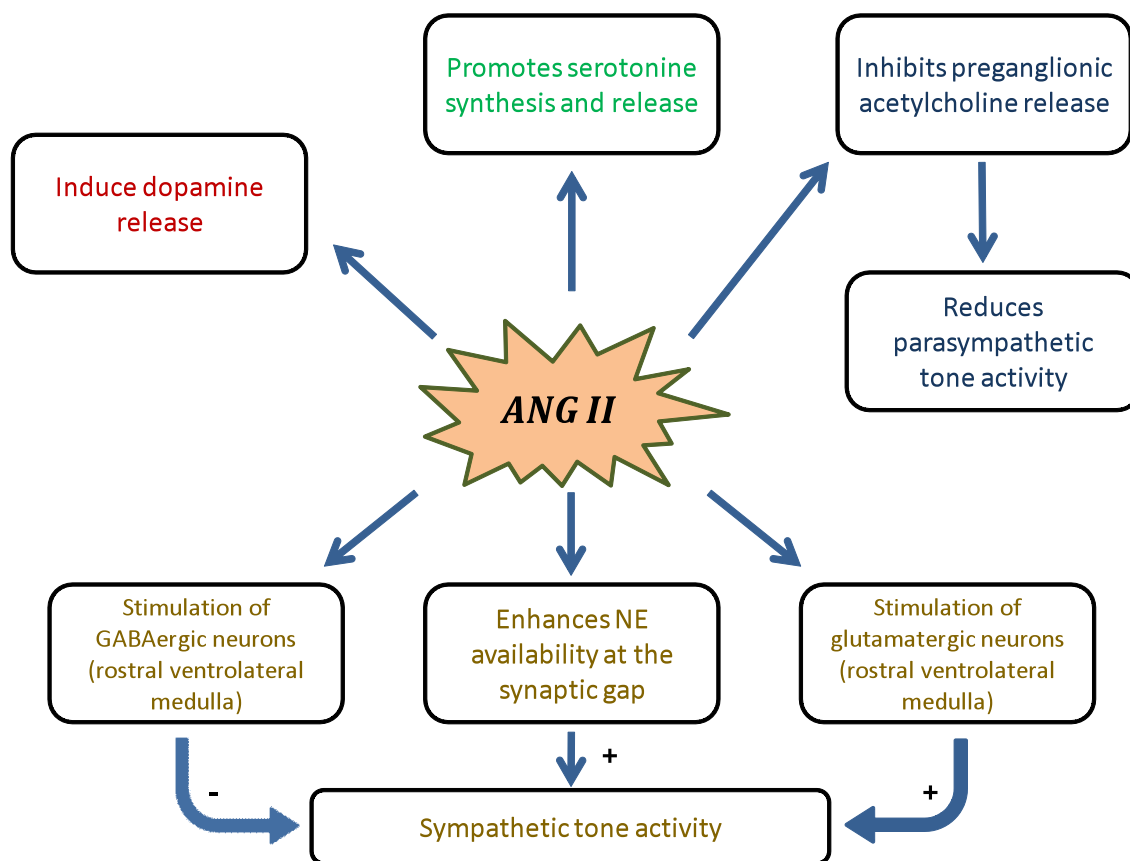 Promotes serotonine
synthesis and release
Inhibits preganglionic
acetylcholine release
Induce dopamine
release
Reduces
parasympathetic
tone activity
ANG II
Stimulation of
GABAergic neurons
(rostral ventrolateral
medulla)
Enhances NE
availability at the
synaptic gap
Stimulation of
glutamatergic neurons
(rostral ventrolateral
medulla)
-
+
+
Sympathetic tone activity